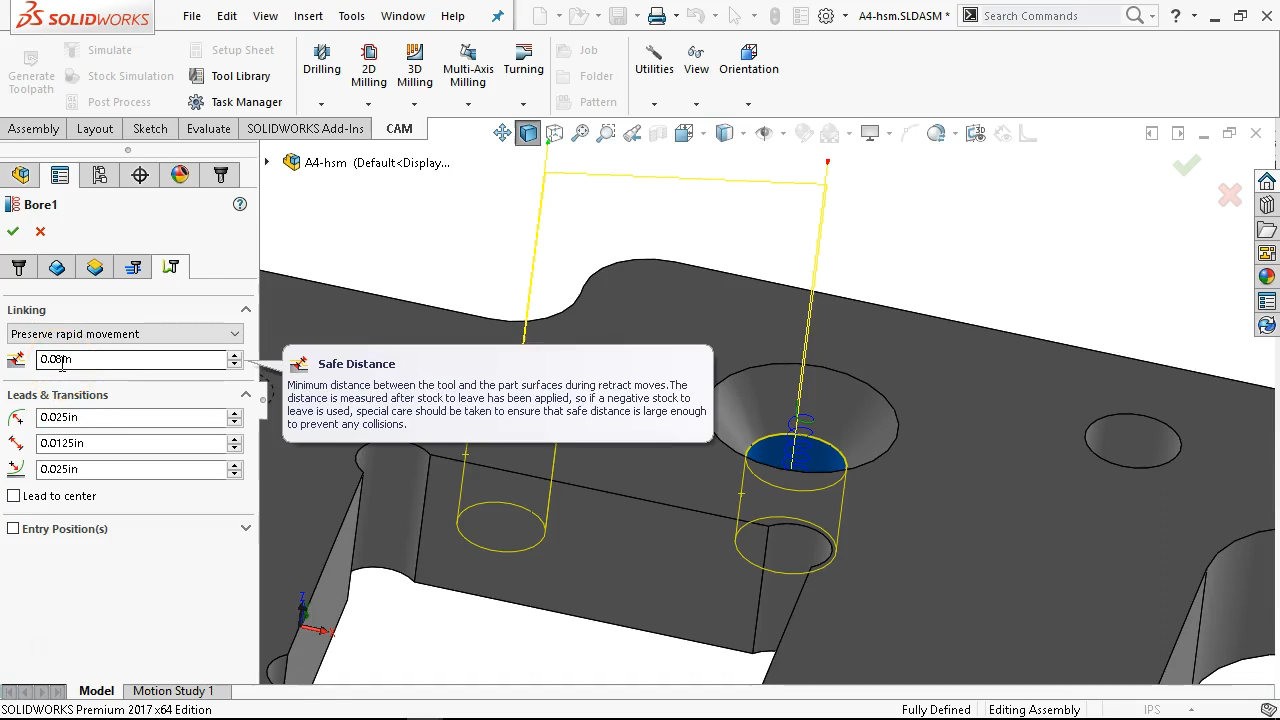 SOLIDWORKS
File Edit View Insert Tools Window Help
A4-hsm.SLDASM *
Search Commands
?
Generate
Toolpath
Simulate
Stock Simulation
Post Process
Setup Sheet
Tool Library
Task Manager
Drilling
2D
Milling
3D
Milling
Multi-Axis
Milling
Turning
Job
Folder
Pattern
Utilities
View
Orientation
Assembly Layout Sketch Evaluate SOLIDWORKS Add-Ins CAM
A4-hsm (Default<Display...
Bore1
Linking
Preserve rapid movement
Safe Distance
Minimum distance between the tool and the part surfaces during retract moves.The
distance is measured after stock to leave has been applied, so if a negative stock to
leave is used, special care should be taken to ensure that safe distance is large enough
to prevent any collisions.
Leads & Transitions
0.025in
0.0125in
0.025in
Lead to center
Entry Position(s)
Z
X
Model Motion Study 1
SOLIDWORKS Premium 2017 x64 Edition
Fully Defined Editing Assembly IPS